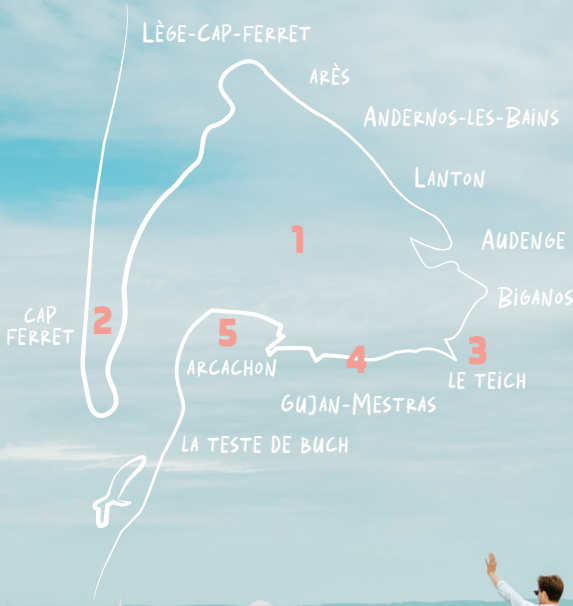 LÈGE-CAP-FERRET
ARÈS
ANDERNOS-LES-BAINS
LANTON
1
AUDENGE
BIGANOS
CAP
FERRET
2
5
ARCACHON
4
3
LE TEICH
GUJAN-MESTRAS
LA TESTE DE BUCH